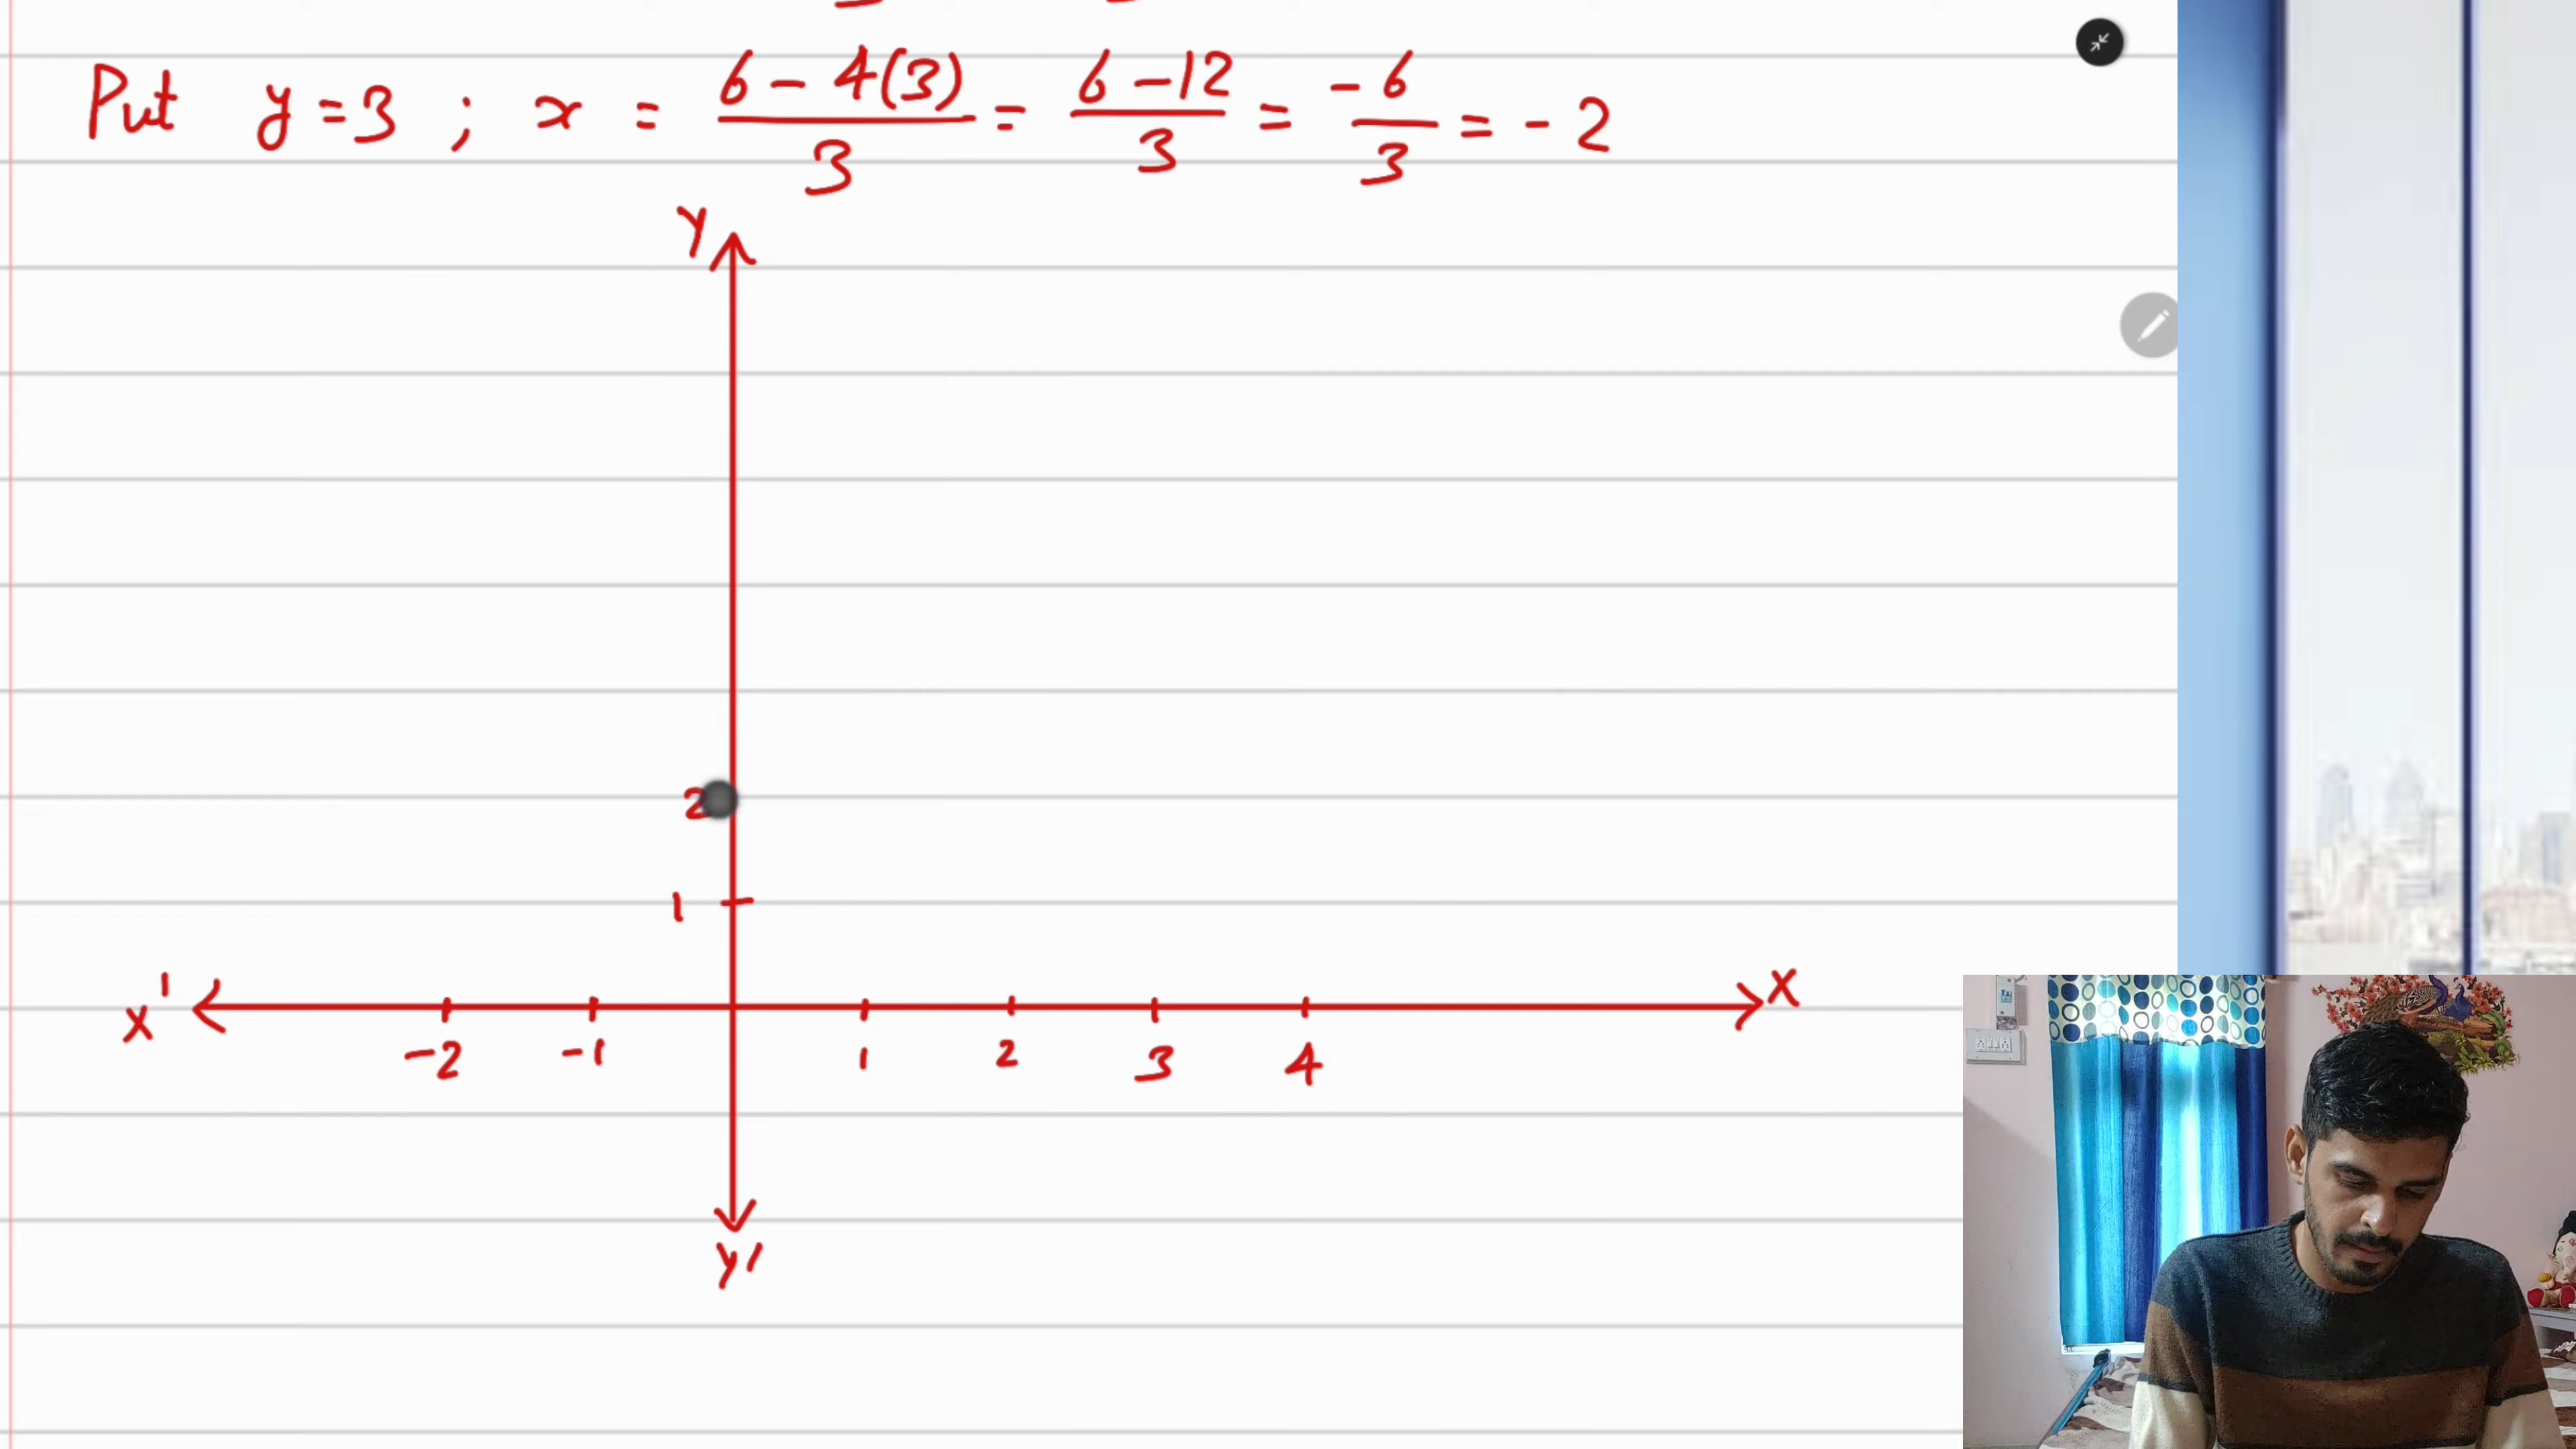 Put y = 3 ; x = 6 - 4(3) / 3 = 6 - 12 / 3 = - 6 / 3 = - 2
Y
2
1
X' X
-2 -1 1 2 3 4
Y'